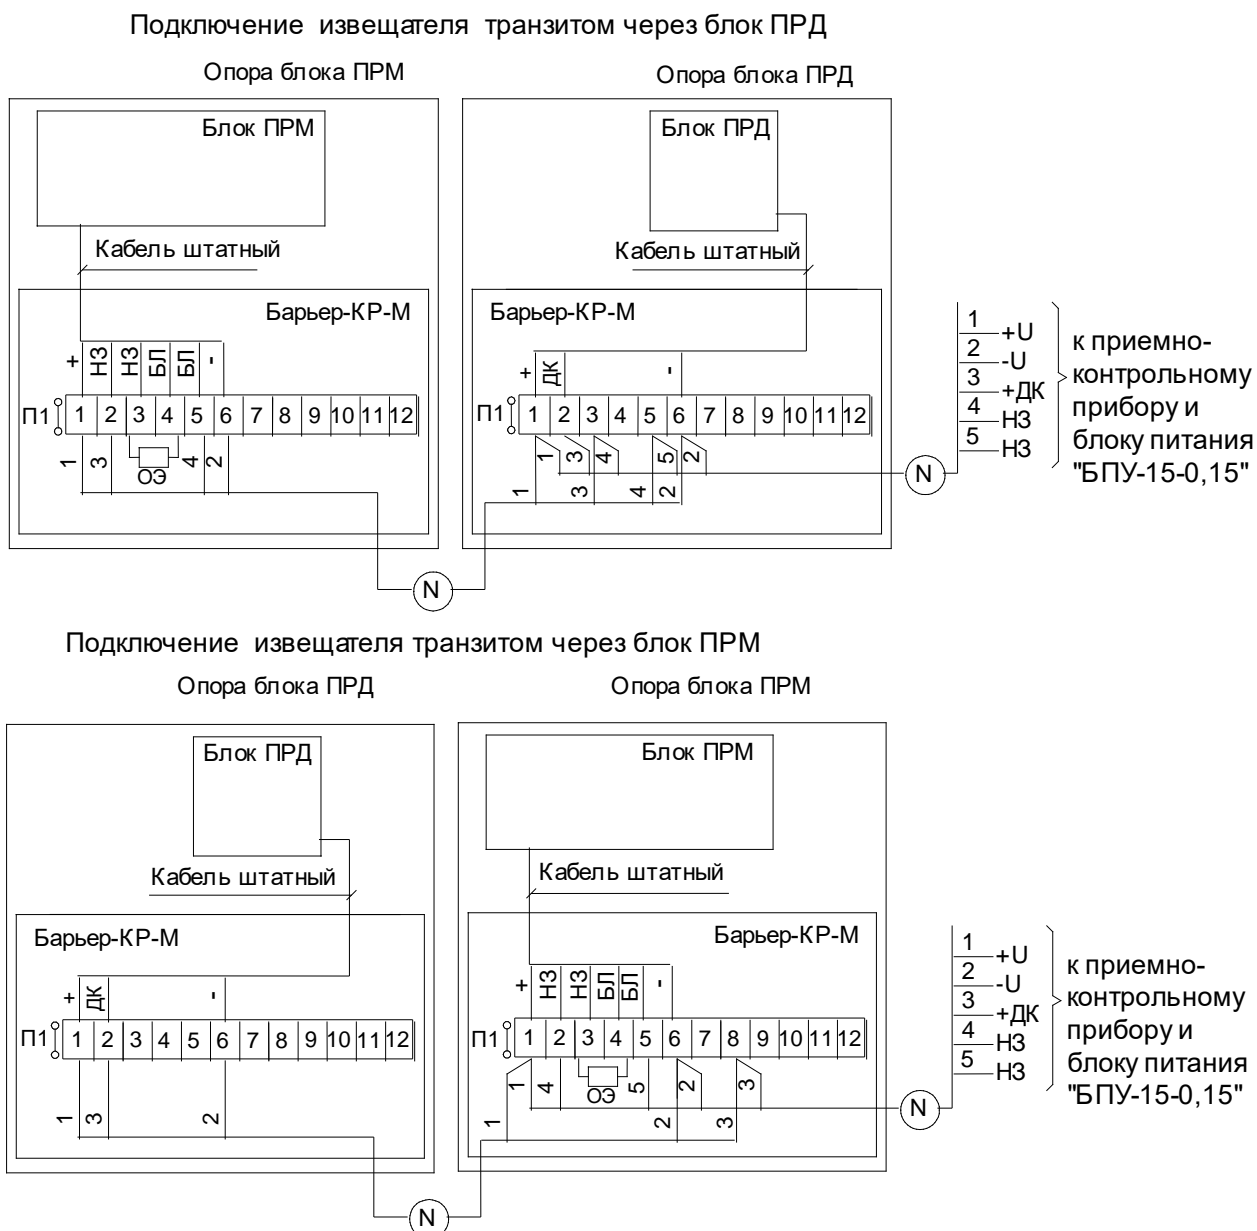 Подключение извещателя транзитом через блок ПРД
Опора блока ПРМ
Опора блока ПРД
Блок ПРМ
Блок ПРД
Кабель штатный
Кабель штатный
Барьер-КР-М
Барьер-КР-М
+ НЗ НЗ БЛ БЛ -
+ ДК -
П1 1 2 3 4 5 6 7 8 9 10 11 12
П1 1 2 3 4 5 6 7 8 9 10 11 12
1 3 ОЭ 4 2
1 3 4 5 2
1 3 4 2
1 +U
2 -U
3 +ДК
4 НЗ
5 НЗ
к приемно-
контрольному
прибору и
блоку питания
"БПУ-15-0,15"
N
N
Подключение извещателя транзитом через блок ПРМ
Опора блока ПРД
Опора блока ПРМ
Блок ПРД
Блок ПРМ
Кабель штатный
Кабель штатный
Барьер-КР-М
Барьер-КР-М
+ ДК -
+ НЗ НЗ БЛ БЛ -
П1 1 2 3 4 5 6 7 8 9 10 11 12
П1 1 2 3 4 5 6 7 8 9 10 11 12
1 3 2
1 4 ОЭ 5 2 3
1 2 3
1 +U
2 -U
3 +ДК
4 НЗ
5 НЗ
к приемно-
контрольному
прибору и
блоку питания
"БПУ-15-0,15"
N
N